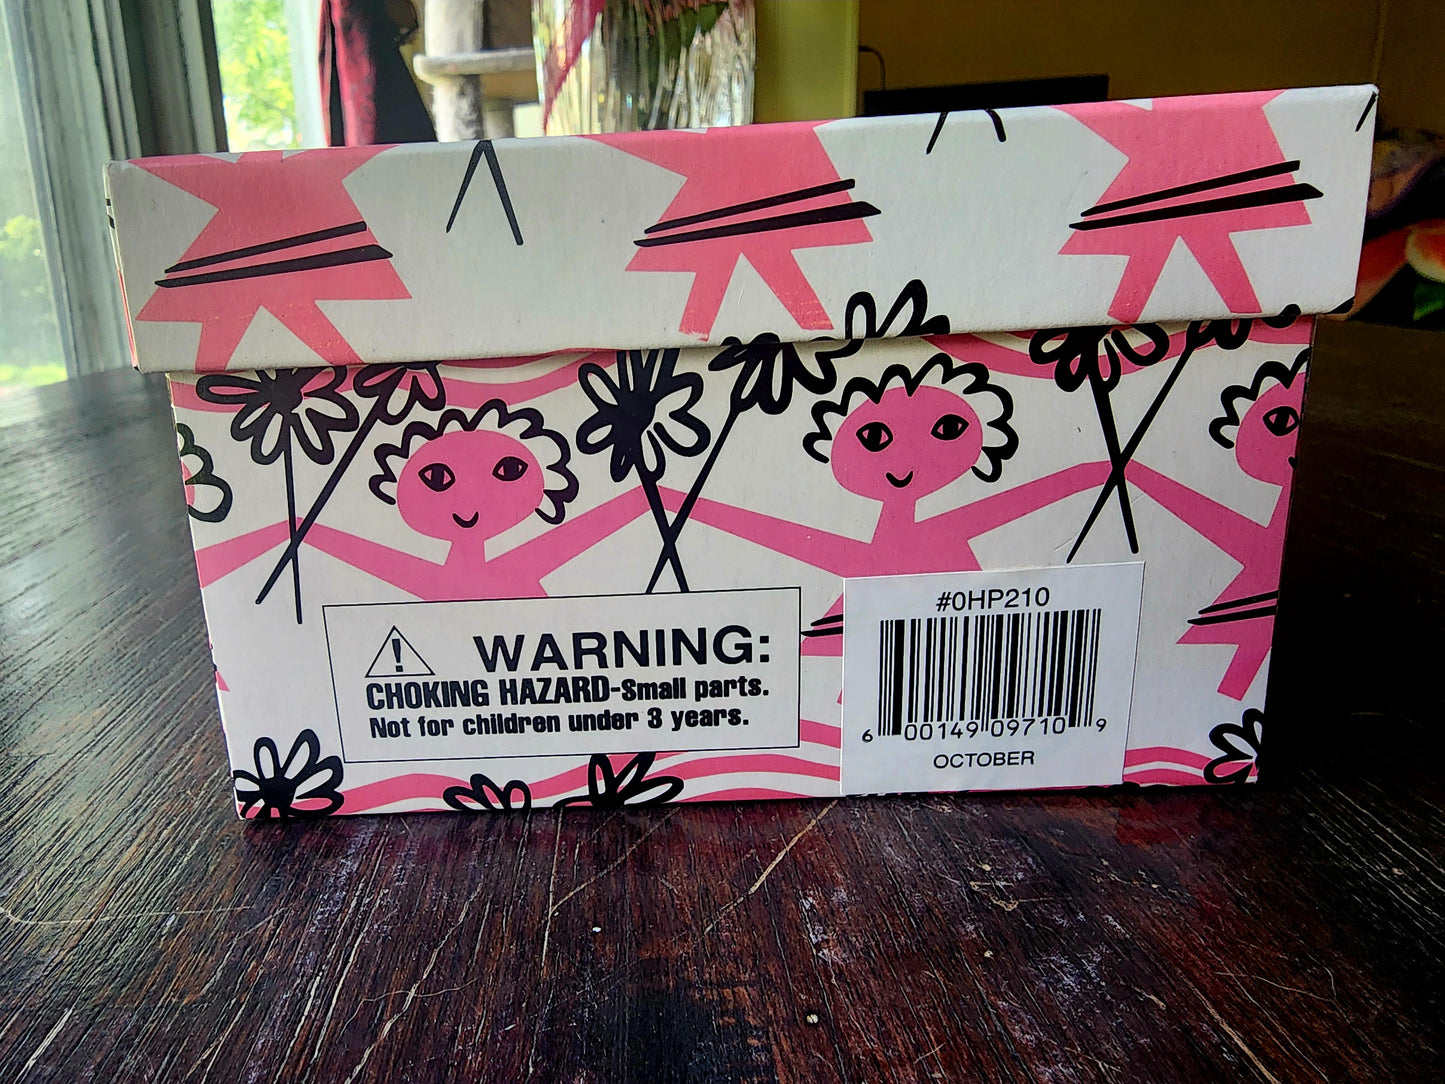 WARNING:
CHOKING HAZARD-Small parts.
Not for children under 3 years.
#0HP210
6 00149 09710 9
OCTOBER